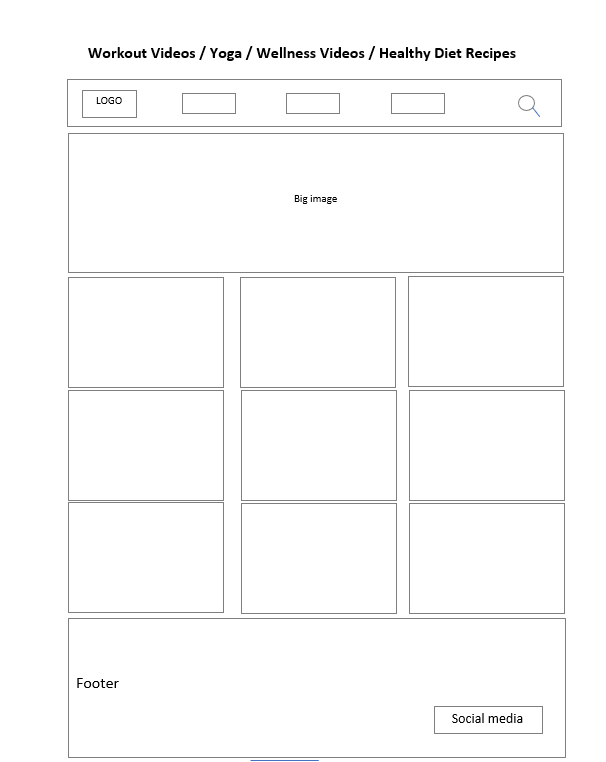 Workout Videos / Yoga / Wellness Videos / Healthy Diet Recipes
LOGO
Big image
Footer
Social media